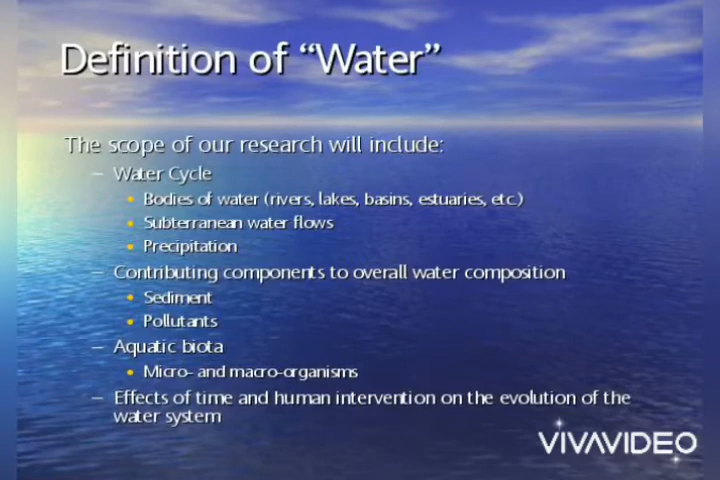 Definition of “Water”
The scope of our research will include:
– Water Cycle
• Bodies of water (rivers, lakes, basins, estuaries, etc.)
• Subterranean water flows
• Precipitation
– Contributing components to overall water composition
• Sediment
• Pollutants
– Aquatic biota
• Micro- and macro-organisms
– Effects of time and human intervention on the evolution of the
water system
VIVAVIDEO